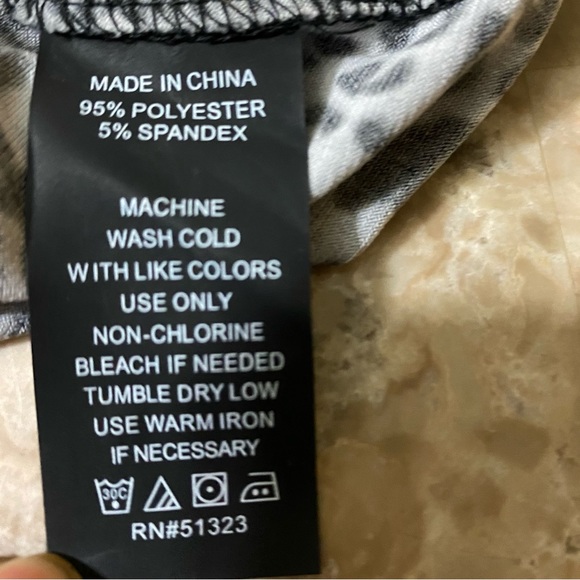 MADE IN CHINA
95% POLYESTER
5% SPANDEX
MACHINE
WASH COLD
WITH LIKE COLORS
USE ONLY
NON-CHLORINE
BLEACH IF NEEDED
TUMBLE DRY LOW
USE WARM IRON
IF NECESSARY
30C
RN#51323